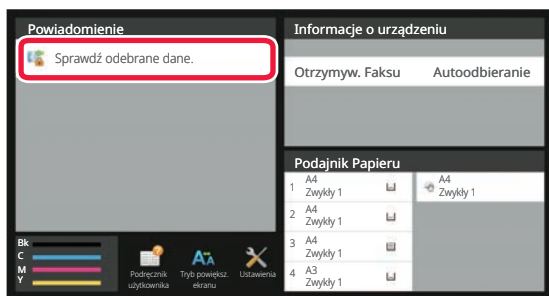 Powiadomienie
Sprawdź odebrane dane.
Informacje o urządzeniu
Otrzymyw. Faksu Autoodbieranie
Podajnik Papieru
1 A4
Zwykły 1
A4
Zwykły 1
2 A4
Zwykły 1
3 A4
Zwykły 1
4 A3
Zwykły 1
Bk
C
M
Y
Podręcznik
użytkownika
Tryb powiększ.
ekranu
Ustawienia